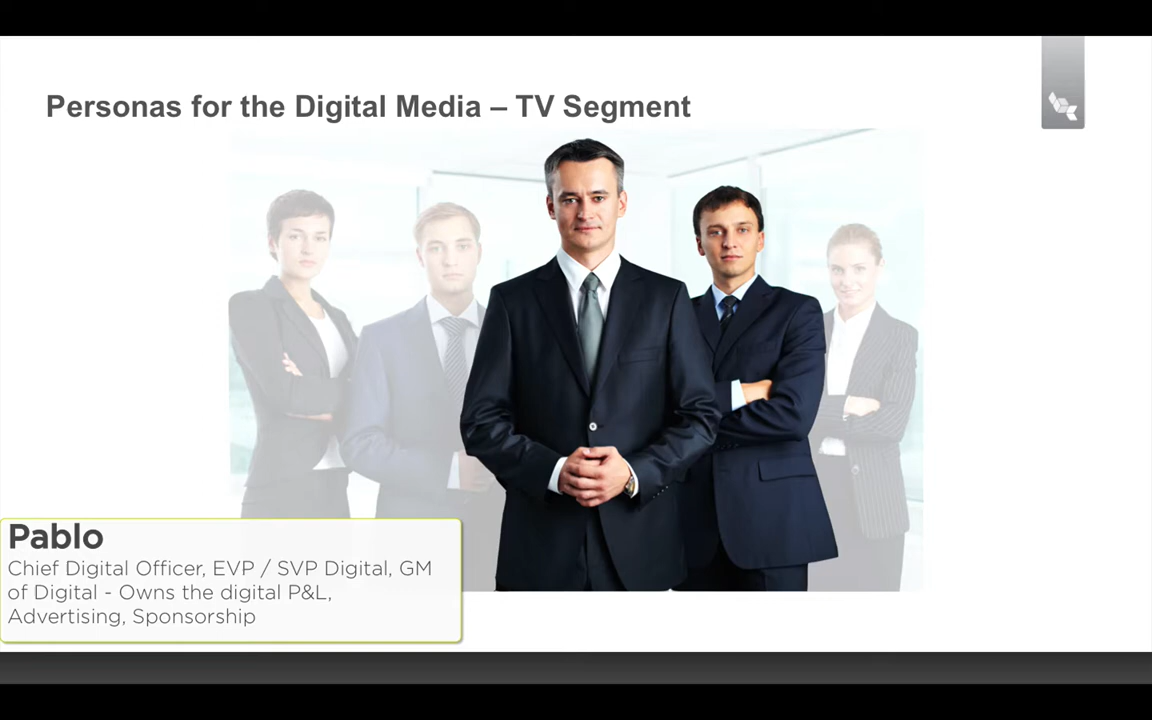 Personas for the Digital Media – TV Segment
Pablo
Chief Digital Officer, EVP / SVP Digital, GM
of Digital - Owns the digital P&L,
Advertising, Sponsorship